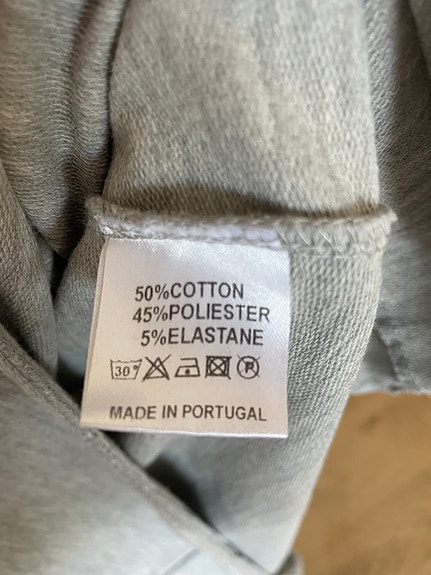 50%COTTON
45%POLIESTER
5%ELASTANE
30° P
MADE IN PORTUGAL